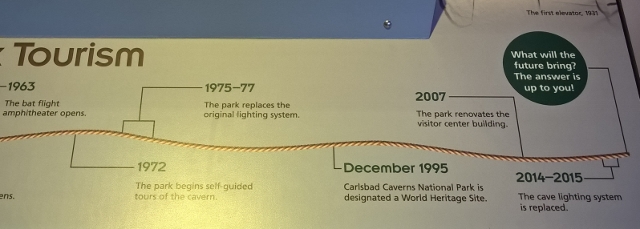 The first elevator, 1931
Tourism
What will the
future bring?
The answer is
up to you!
–1963
The bat flight
amphitheater opens.
1975–77
The park replaces the
original lighting system.
2007
The park renovates the
visitor center building.
1972
The park begins self-guided
tours of the cavern.
December 1995
Carlsbad Caverns National Park is
designated a World Heritage Site.
2014–2015
The cave lighting system
is replaced.
ens.